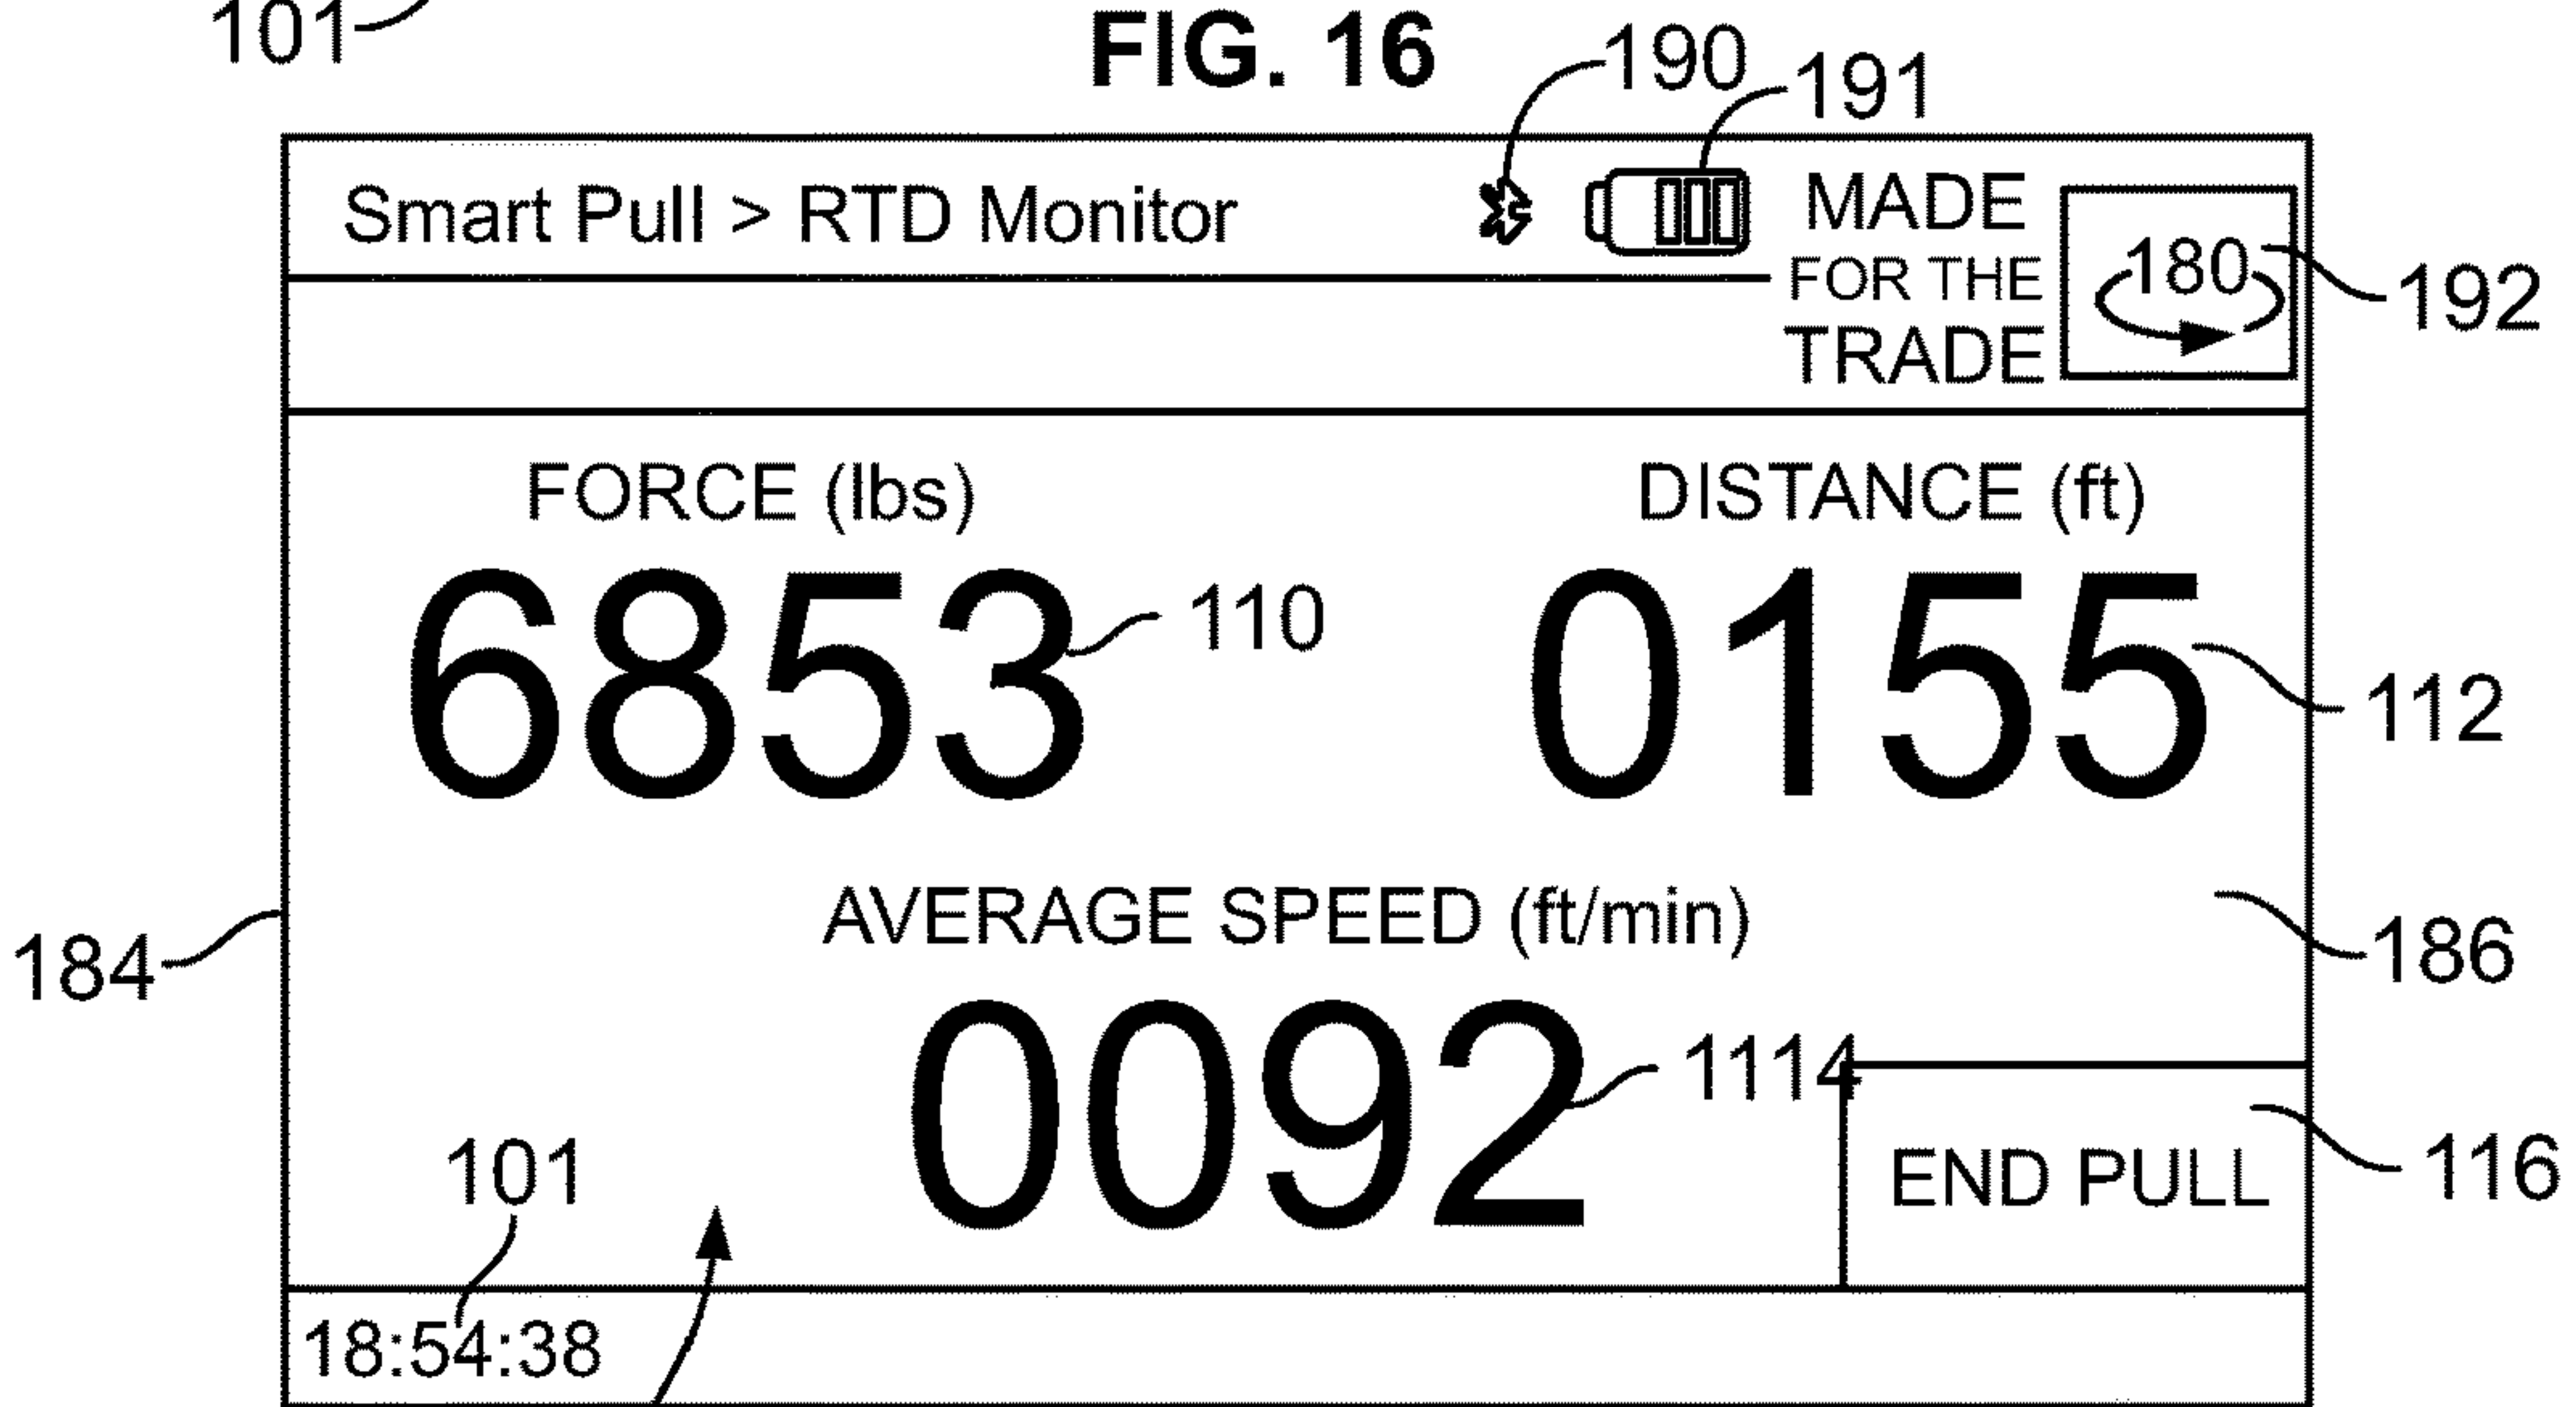 101
FIG. 16
190
191
Smart Pull > RTD Monitor
MADE
FOR THE
TRADE
180
192
FORCE (lbs)
DISTANCE (ft)
6853
110
0155
112
AVERAGE SPEED (ft/min)
184
186
0092
1114
101
END PULL
116
18:54:38